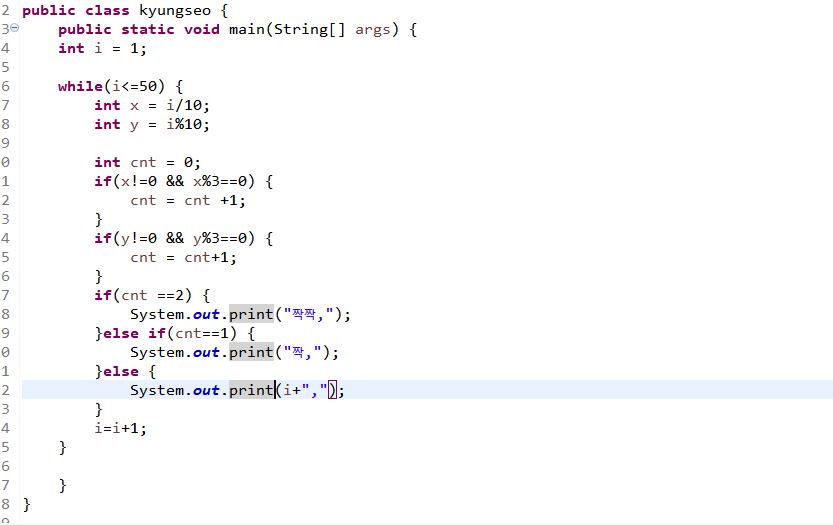 2 public class kyungseo {
3 public static void main(String[] args) {
4 int i = 1;
5
6 while(i<=50) {
7 int x = i/10;
8 int y = i%10;
9
0 int cnt = 0;
1 if(x!=0 && x%3==0) {
2 cnt = cnt +1;
3 }
4 if(y!=0 && y%3==0) {
5 cnt = cnt+1;
6 }
7 if(cnt ==2) {
8 System.out.print("짝짝,");
9 }else if(cnt==1) {
0 System.out.print("짝,");
1 }else {
2 System.out.print(i+",");
3 }
4 i=i+1;
5 }
6
7 }
8 }